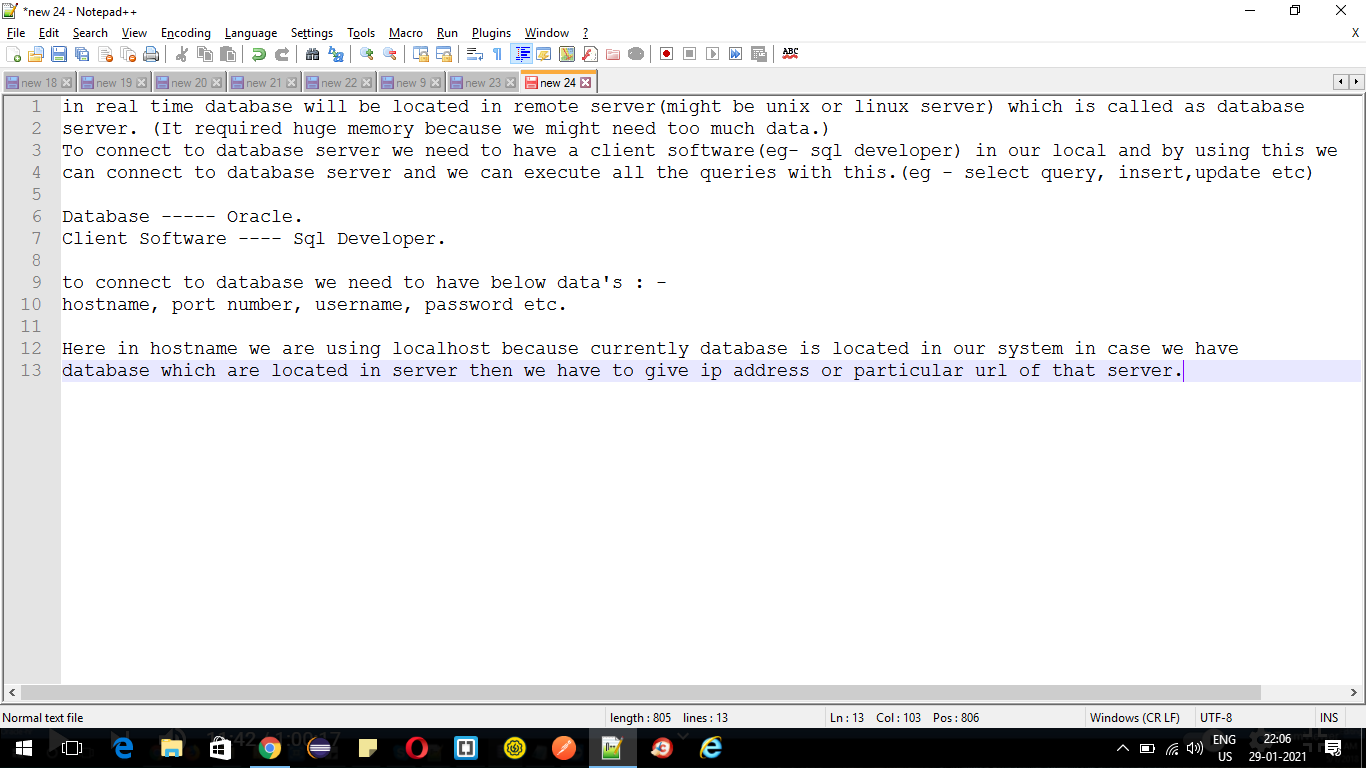 *new 24 - Notepad++
File Edit Search View Encoding Language Settings Tools Macro Run Plugins Window ? X
ABC
new 18 new 19 new 20 new 21 new 22 new 9 new 23 new 24
1 in real time database will be located in remote server(might be unix or linux server) which is called as database
2 server. (It required huge memory because we might need too much data.)
3 To connect to database server we need to have a client software(eg- sql developer) in our local and by using this we
4 can connect to database server and we can execute all the queries with this.(eg - select query, insert,update etc)
5
6 Database ----- Oracle.
7 Client Software ---- Sql Developer.
8
9 to connect to database we need to have below data's : -
10 hostname, port number, username, password etc.
11
12 Here in hostname we are using localhost because currently database is located in our system in case we have
13 database which are located in server then we have to give ip address or particular url of that server.
Normal text file length : 805 lines : 13 Ln : 13 Col : 103 Pos : 806 Windows (CR LF) UTF-8 INS
ENG 22:06
US 29-01-2021